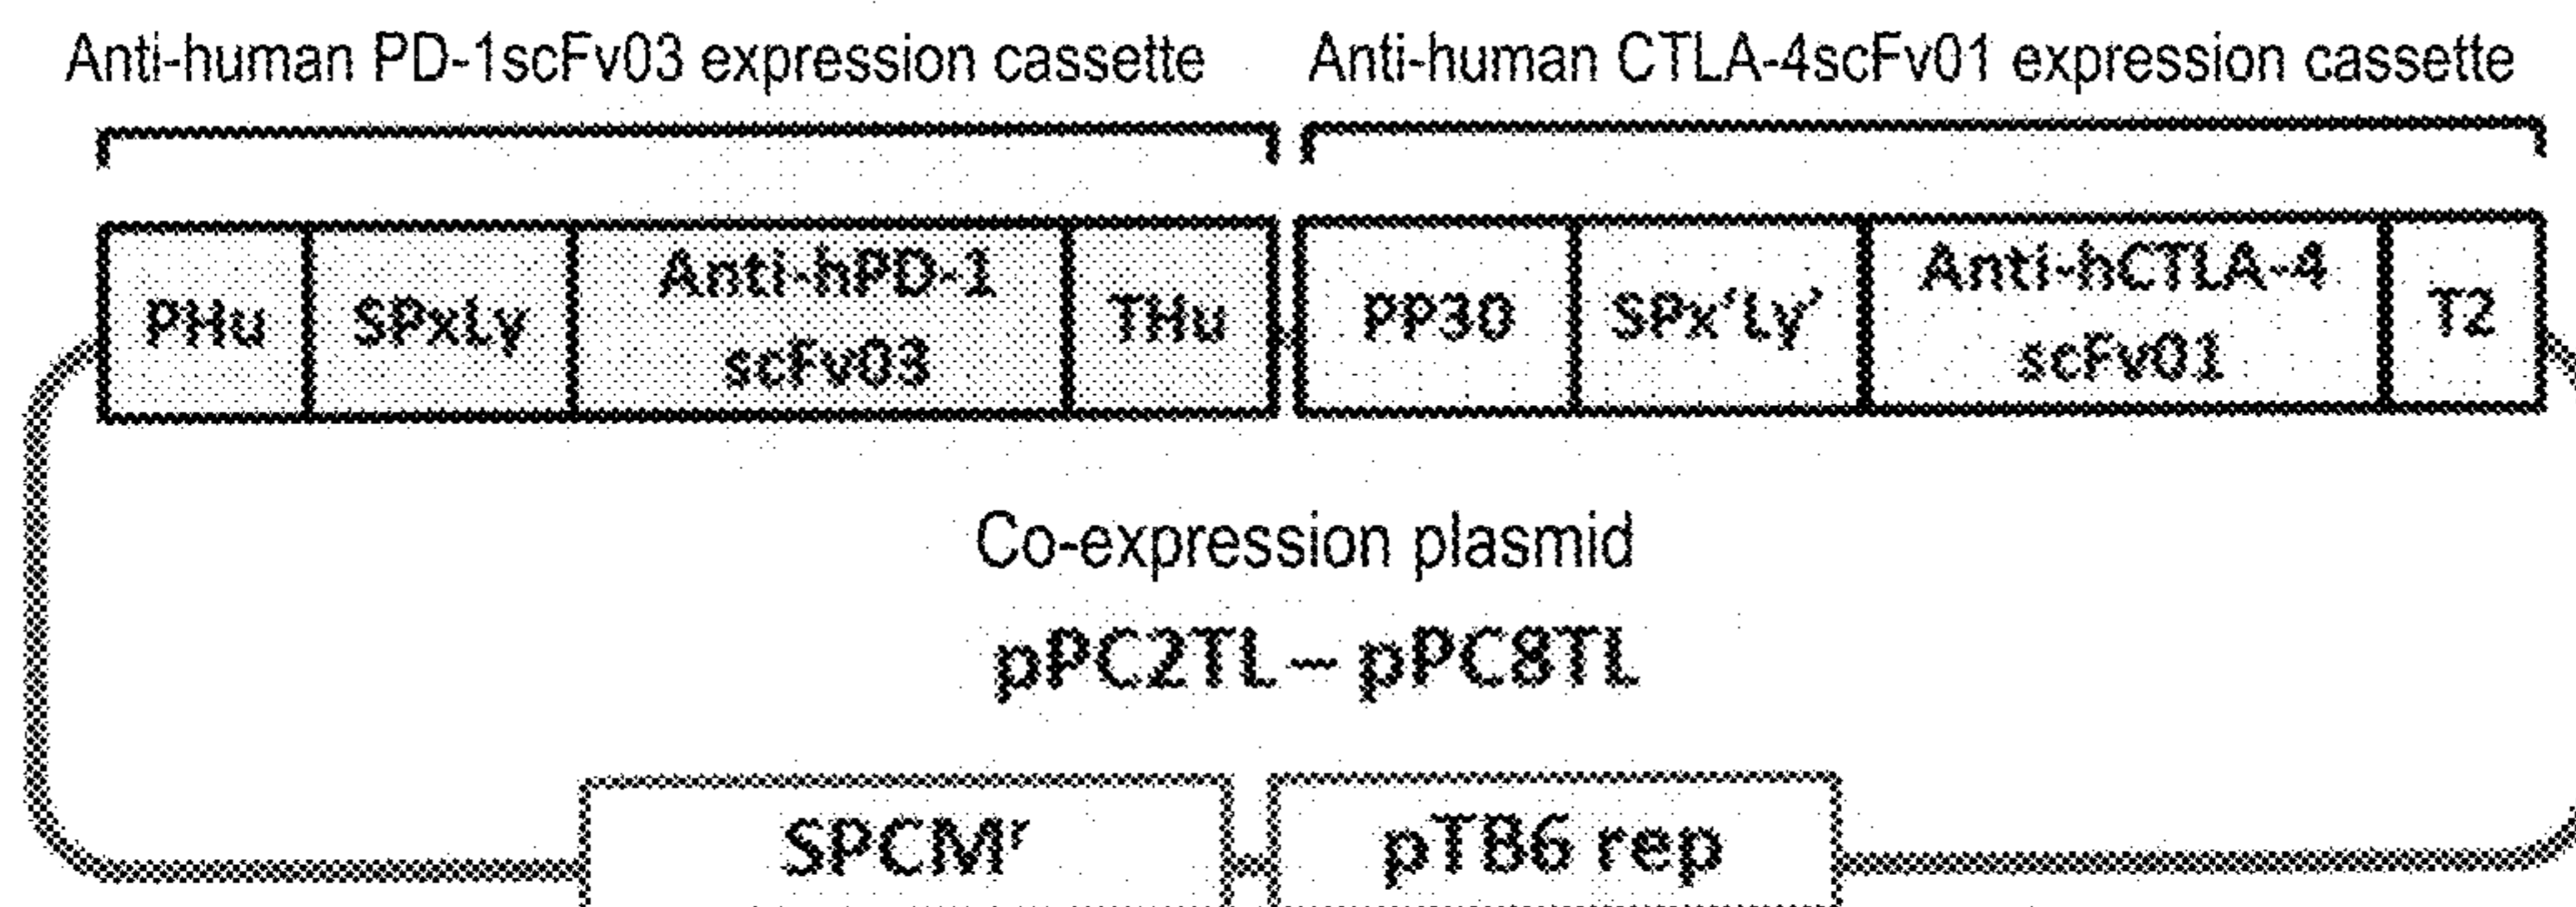 Anti-human PD-1scFv03 expression cassette
Anti-human CTLA-4scFv01 expression cassette
PHu
SPxLy
Anti-hPD-1
scFv03
THu
PP30
SPx'Ly'
Anti-hCTLA-4
scFv01
T2
Co-expression plasmid
pPC2TL – pPC8TL
SPCMʳ
pTB6 rep